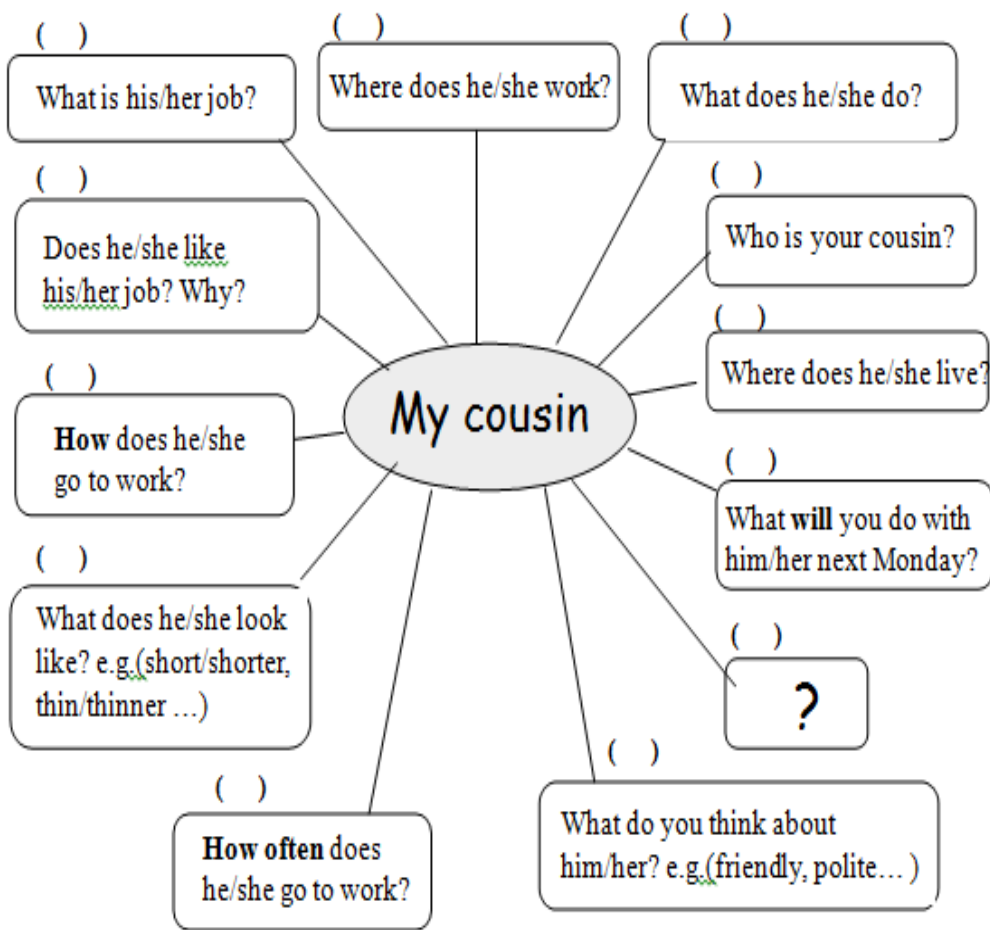 (   )
What is his/her job?
(   )
Where does he/she work?
(   )
What does he/she do?
(   )
Does he/she like
his/her job? Why?
(   )
Who is your cousin?
(   )
Where does he/she live?
My cousin
(   )
How does he/she
go to work?
(   )
What will you do with
him/her next Monday?
(   )
What does he/she look
like? e.g.(short/shorter,
thin/thinner …)
(   )
?
(   )
How often does
he/she go to work?
(   )
What do you think about
him/her? e.g.(friendly, polite… )